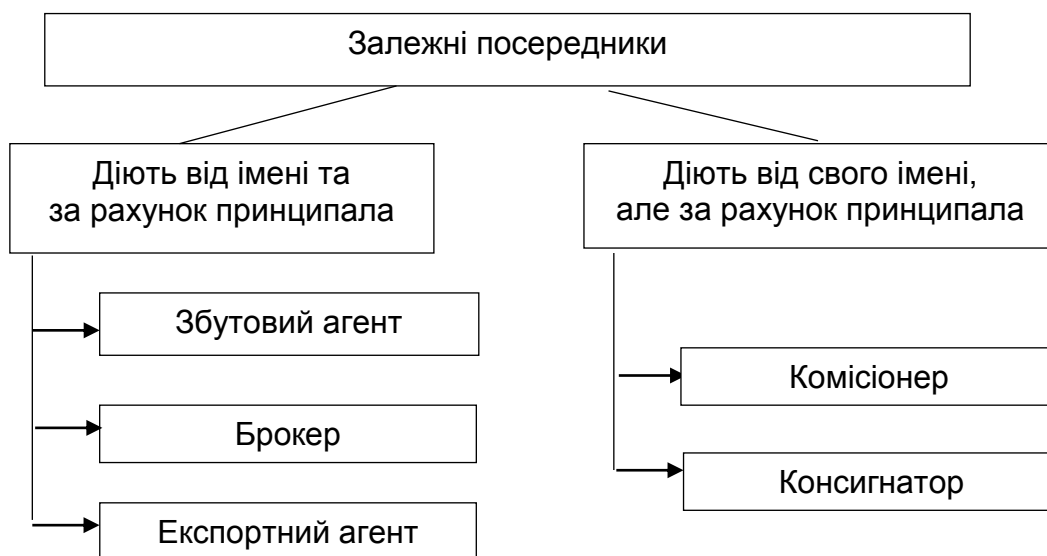 Залежні посередники
Діють від імені та
за рахунок принципала
Діють від свого імені,
але за рахунок принципала
Збутовий агент
Брокер
Експортний агент
Комісіонер
Консигнатор